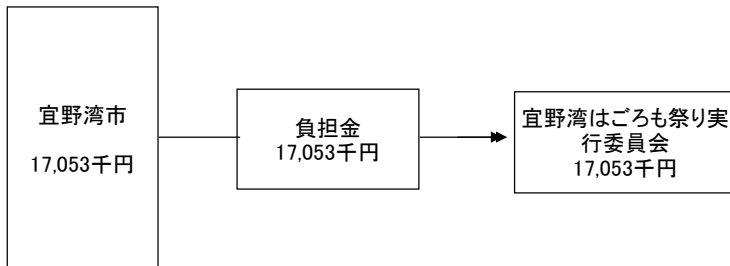 宜野湾市
17,053千円
負担金
17,053千円
宜野湾はごろも祭り実
行委員会
17,053千円